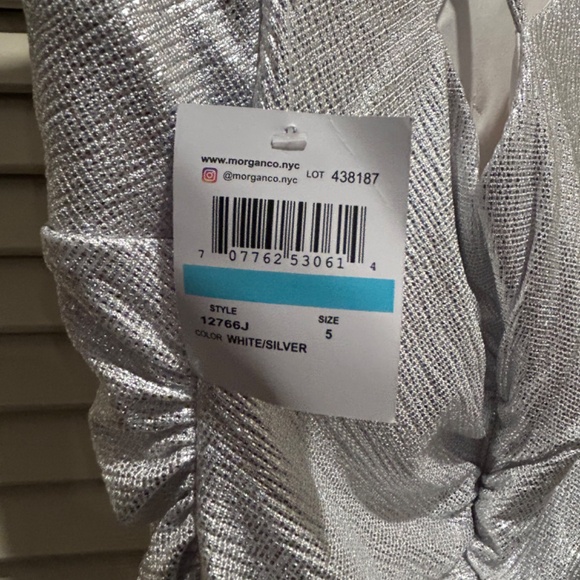 www.morganco.nyc
@morganco.nyc LOT 438187
7 07762 53061 4
STYLE SIZE
12766J 5
COLOR WHITE/SILVER